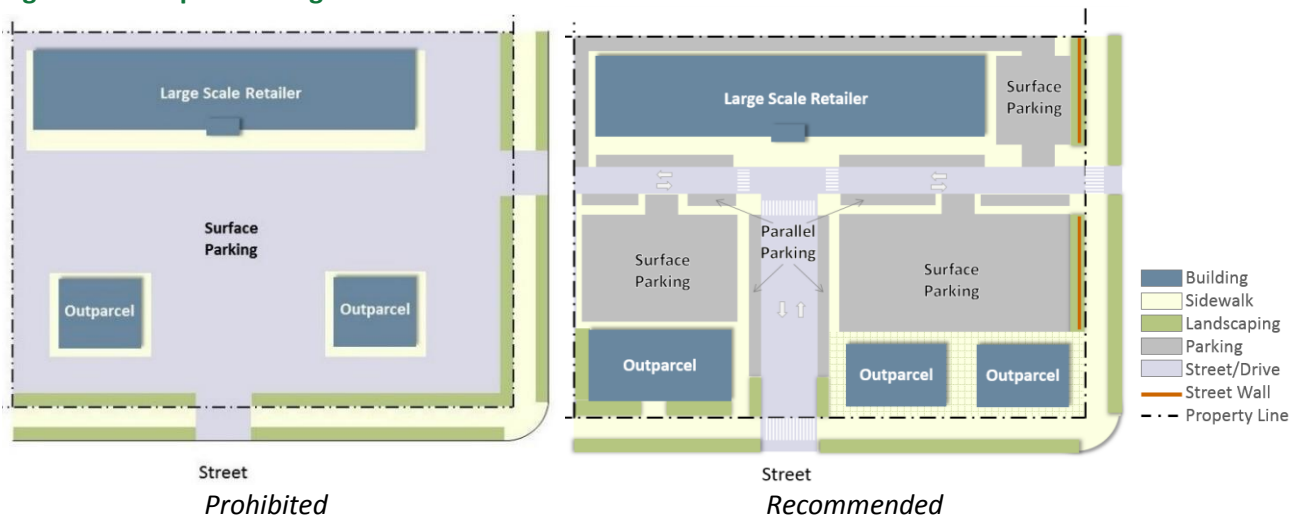 Large Scale Retailer
Surface
Parking
Outparcel
Outparcel
Street
Prohibited
Large Scale Retailer
Surface
Parking
Parallel
Parking
Surface
Parking
Surface
Parking
Outparcel
Outparcel
Outparcel
Street
Recommended
Building
Sidewalk
Landscaping
Parking
Street/Drive
Street Wall
Property Line